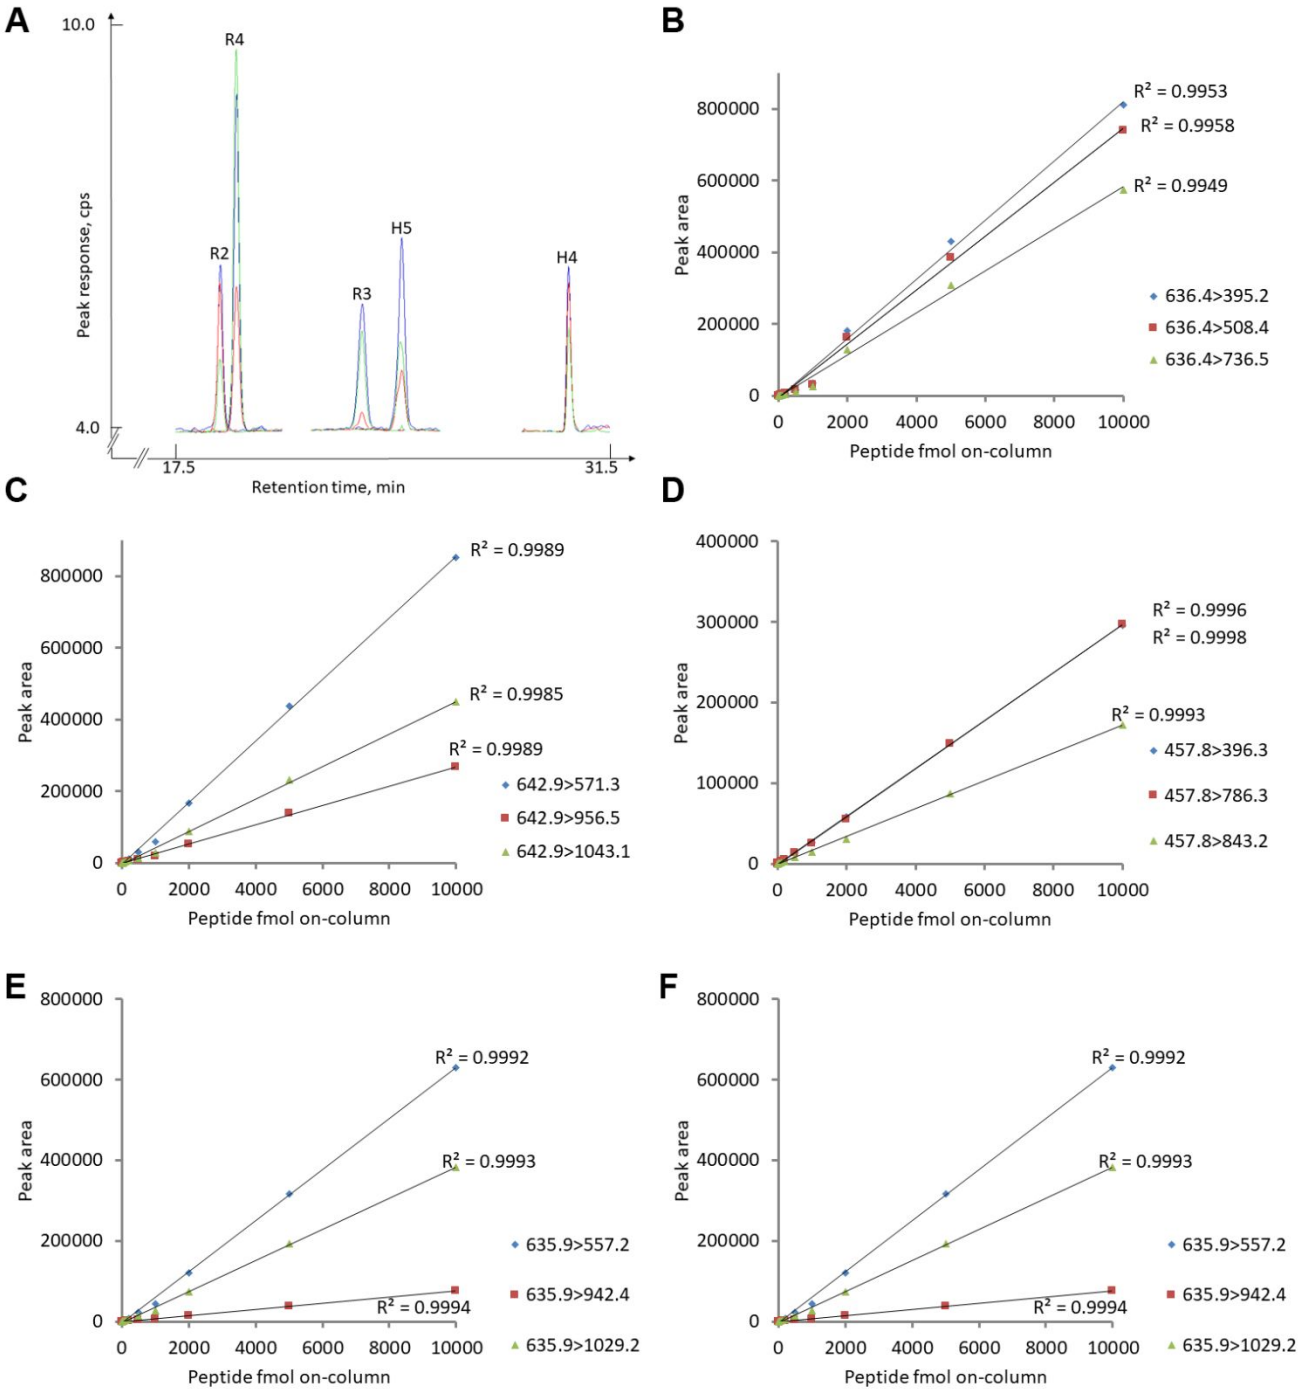 A
10.0
R4
R2
H5
H4
R3
Peak response, cps
4.0
17.5
31.5
Retention time, min
B
800000
600000
400000
200000
0
Peak area
R² = 0.9953
R² = 0.9958
R² = 0.9949
636.4>395.2
636.4>508.4
636.4>736.5
0 2000 4000 6000 8000 10000
Peptide fmol on-column
C
800000
600000
400000
200000
0
Peak area
R² = 0.9989
R² = 0.9985
R² = 0.9989
642.9>571.3
642.9>956.5
642.9>1043.1
0 2000 4000 6000 8000 10000
Peptide fmol on-column
D
400000
300000
200000
100000
0
Peak area
R² = 0.9996
R² = 0.9998
R² = 0.9993
457.8>396.3
457.8>786.3
457.8>843.2
0 2000 4000 6000 8000 10000
Peptide fmol on-column
E
800000
600000
400000
200000
0
Peak area
R² = 0.9992
R² = 0.9993
R² = 0.9994
635.9>557.2
635.9>942.4
635.9>1029.2
0 2000 4000 6000 8000 10000
Peptide fmol on-column
F
800000
600000
400000
200000
0
Peak area
R² = 0.9992
R² = 0.9993
R² = 0.9994
635.9>557.2
635.9>942.4
635.9>1029.2
0 2000 4000 6000 8000 10000
Peptide fmol on-column